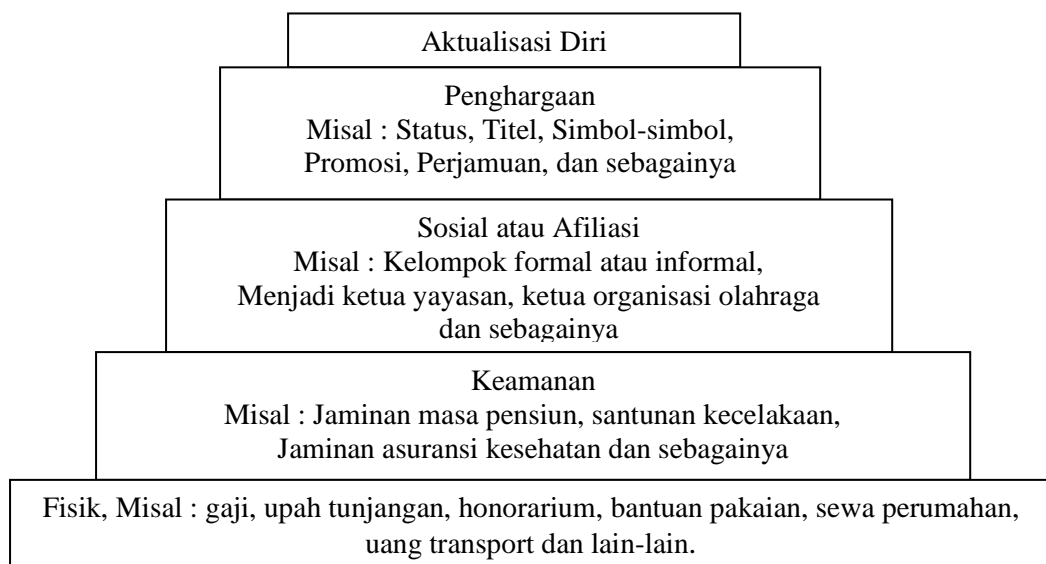 Aktualisasi Diri
Penghargaan
Misal : Status, Titel, Simbol-simbol,
Promosi, Perjamuan, dan sebagainya
Sosial atau Afiliasi
Misal : Kelompok formal atau informal,
Menjadi ketua yayasan, ketua organisasi olahraga
dan sebagainya
Keamanan
Misal : Jaminan masa pensiun, santunan kecelakaan,
Jaminan asuransi kesehatan dan sebagainya
Fisik, Misal : gaji, upah tunjangan, honorarium, bantuan pakaian, sewa perumahan,
uang transport dan lain-lain.